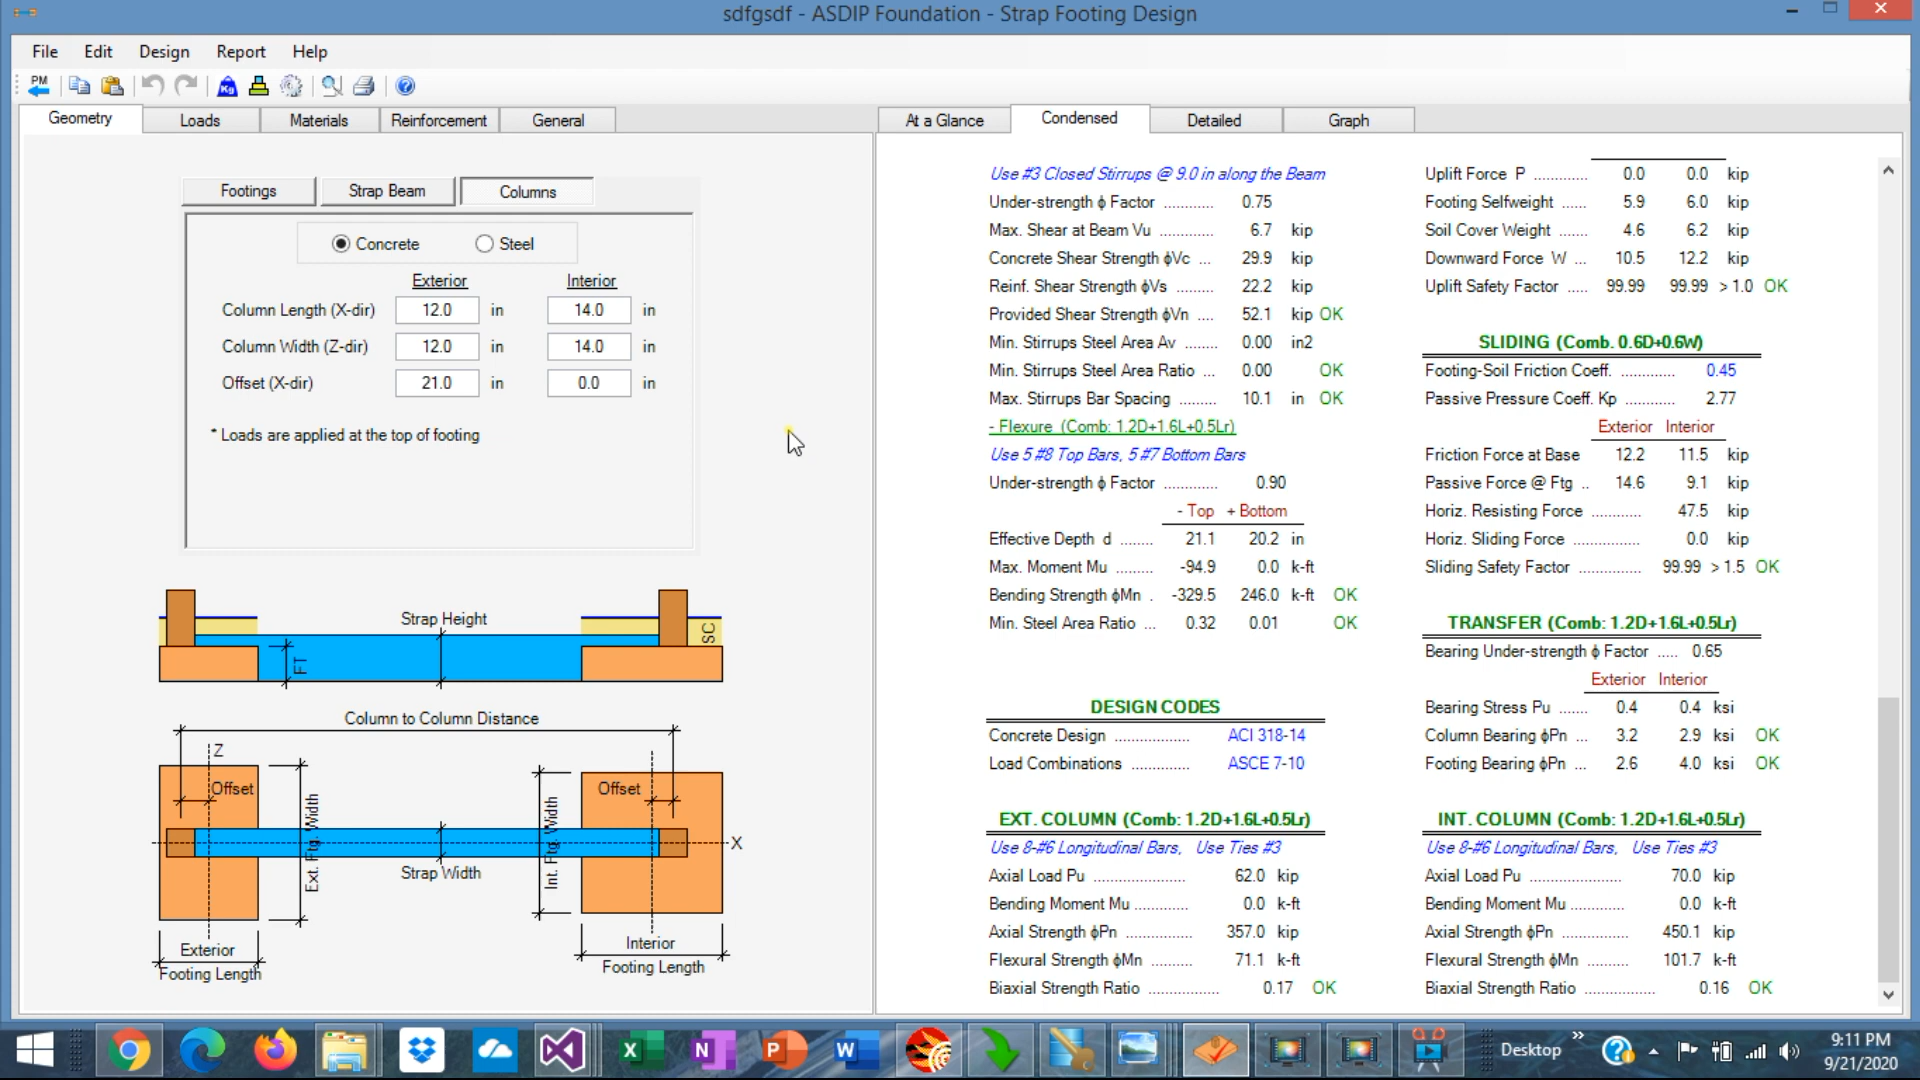 sdfgsdf - ASDIP Foundation - Strap Footing Design
File Edit Design Report Help
PM
Kg
Geometry Loads Materials Reinforcement General
Footings Strap Beam Columns
Concrete Steel
Exterior Interior
Column Length (X-dir) 12.0 in 14.0 in
Column Width (Z-dir) 12.0 in 14.0 in
Offset (X-dir) 21.0 in 0.0 in
* Loads are applied at the top of footing
Strap Height
SC
FT
Column to Column Distance
Z
Offset Offset
Ext. Ftg. Width
Int. Ftg. Width
X
Strap Width
Exterior
Footing Length
Interior
Footing Length
At a Glance Condensed Detailed Graph
Use #3 Closed Stirrups @ 9.0 in along the Beam
Under-strength ϕ Factor ............ 0.75
Max. Shear at Beam Vu ............. 6.7 kip
Concrete Shear Strength ϕVc ... 29.9 kip
Reinf. Shear Strength ϕVs ......... 22.2 kip
Provided Shear Strength ϕVn .... 52.1 kip OK
Min. Stirrups Steel Area Av ........ 0.00 in2
Min. Stirrups Steel Area Ratio ... 0.00 OK
Max. Stirrups Bar Spacing ......... 10.1 in OK
- Flexure (Comb: 1.2D+1.6L+0.5Lr)
Use 5 #8 Top Bars, 5 #7 Bottom Bars
Under-strength ϕ Factor ............. 0.90
- Top + Bottom
Effective Depth d ........ 21.1 20.2 in
Max. Moment Mu ......... -94.9 0.0 k-ft
Bending Strength ϕMn . -329.5 246.0 k-ft OK
Min. Steel Area Ratio ... 0.32 0.01 OK
DESIGN CODES
Concrete Design .................. ACI 318-14
Load Combinations .............. ASCE 7-10
EXT. COLUMN (Comb: 1.2D+1.6L+0.5Lr)
Use 8-#6 Longitudinal Bars, Use Ties #3
Axial Load Pu ...................... 62.0 kip
Bending Moment Mu ............. 0.0 k-ft
Axial Strength ϕPn ................ 357.0 kip
Flexural Strength ϕMn .......... 71.1 k-ft
Biaxial Strength Ratio ................. 0.17 OK
Uplift Force P ............. 0.0 0.0 kip
Footing Selfweight ...... 5.9 6.0 kip
Soil Cover Weight ....... 4.6 6.2 kip
Downward Force W ... 10.5 12.2 kip
Uplift Safety Factor ..... 99.99 99.99 > 1.0 OK
SLIDING (Comb. 0.6D+0.6W)
Footing-Soil Friction Coeff. ............. 0.45
Passive Pressure Coeff. Kp ............ 2.77
Exterior Interior
Friction Force at Base 12.2 11.5 kip
Passive Force @ Ftg .. 14.6 9.1 kip
Horiz. Resisting Force ............ 47.5 kip
Horiz. Sliding Force ................ 0.0 kip
Sliding Safety Factor ............... 99.99 > 1.5 OK
TRANSFER (Comb: 1.2D+1.6L+0.5Lr)
Bearing Under-strength ϕ Factor ..... 0.65
Exterior Interior
Bearing Stress Pu ....... 0.4 0.4 ksi
Column Bearing ϕPn ... 3.2 2.9 ksi OK
Footing Bearing ϕPn ... 2.6 4.0 ksi OK
INT. COLUMN (Comb: 1.2D+1.6L+0.5Lr)
Use 8-#6 Longitudinal Bars, Use Ties #3
Axial Load Pu ........................ 70.0 kip
Bending Moment Mu ............. 0.0 k-ft
Axial Strength ϕPn ................ 450.1 kip
Flexural Strength ϕMn .......... 101.7 k-ft
Biaxial Strength Ratio ................. 0.16 OK
Desktop
9:11 PM
9/21/2020